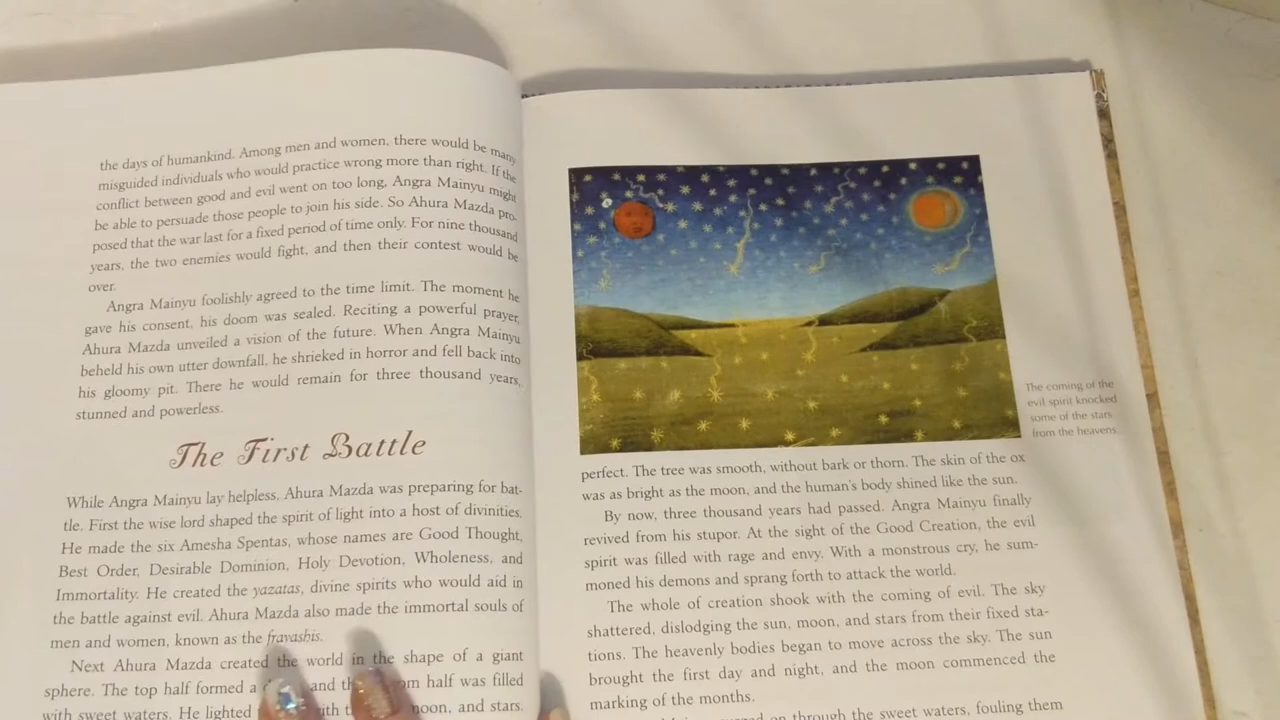 the days of humankind. Among men and women, there would be many
misguided individuals who would practice wrong more than right. If the
conflict between good and evil went on too long, Angra Mainyu might
be able to persuade those people to join his side. So Ahura Mazda pro-
posed that the war last for a fixed period of time only. For nine thousand
years, the two enemies would fight, and then their contest would be
over.
Angra Mainyu foolishly agreed to the time limit. The moment he
gave his consent, his doom was sealed. Reciting a powerful prayer,
Ahura Mazda unveiled a vision of the future. When Angra Mainyu
beheld his own utter downfall, he shrieked in horror and fell back into
his gloomy pit. There he would remain for three thousand years,
stunned and powerless.
The First Battle
While Angra Mainyu lay helpless, Ahura Mazda was preparing for bat-
tle. First the wise lord shaped the spirit of light into a host of divinities.
He made the six Amesha Spentas, whose names are Good Thought,
Best Order, Desirable Dominion, Holy Devotion, Wholeness, and
Immortality. He created the yazatas, divine spirits who would aid in
the battle against evil. Ahura Mazda also made the immortal souls of
men and women, known as the fravashis.
Next Ahura Mazda created the world in the shape of a giant
sphere. The top half formed a and th om half was filled
with sweet waters. He lighted ith t moon, and stars.
The coming of the
evil spirit knocked
some of the stars
from the heavens.
perfect. The tree was smooth, without bark or thorn. The skin of the ox
was as bright as the moon, and the human's body shined like the sun.
By now, three thousand years had passed. Angra Mainyu finally
revived from his stupor. At the sight of the Good Creation, the evil
spirit was filled with rage and envy. With a monstrous cry, he sum-
moned his demons and sprang forth to attack the world.
The whole of creation shook with the coming of evil. The sky
shattered, dislodging the sun, moon, and stars from their fixed sta-
tions. The heavenly bodies began to move across the sky. The sun
brought the first day and night, and the moon commenced the
marking of the months.
on through the sweet waters, fouling them